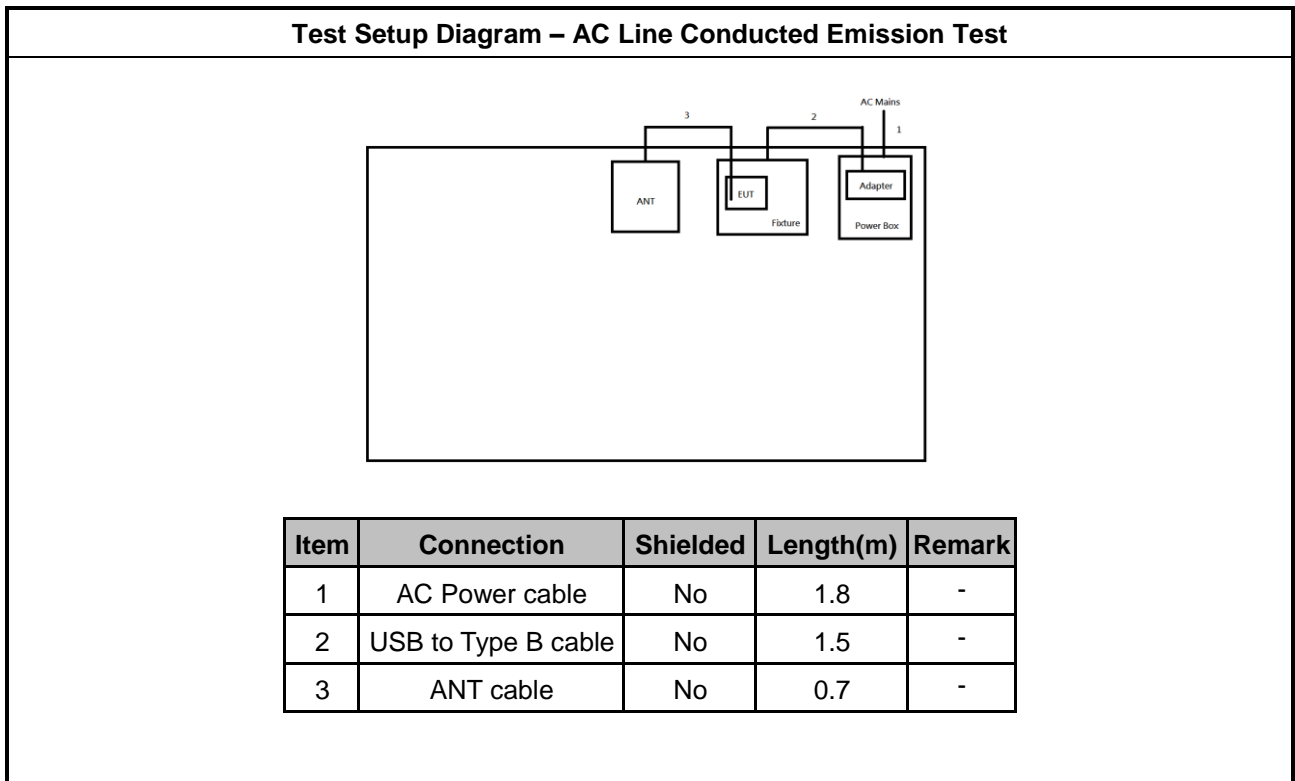 Test Setup Diagram – AC Line Conducted Emission Test
AC Mains
3
2
1
ANT
EUT
Fixture
Adapter
Power Box
Item Connection Shielded Length(m) Remark
1 AC Power cable No 1.8 -
2 USB to Type B cable No 1.5 -
3 ANT cable No 0.7 -